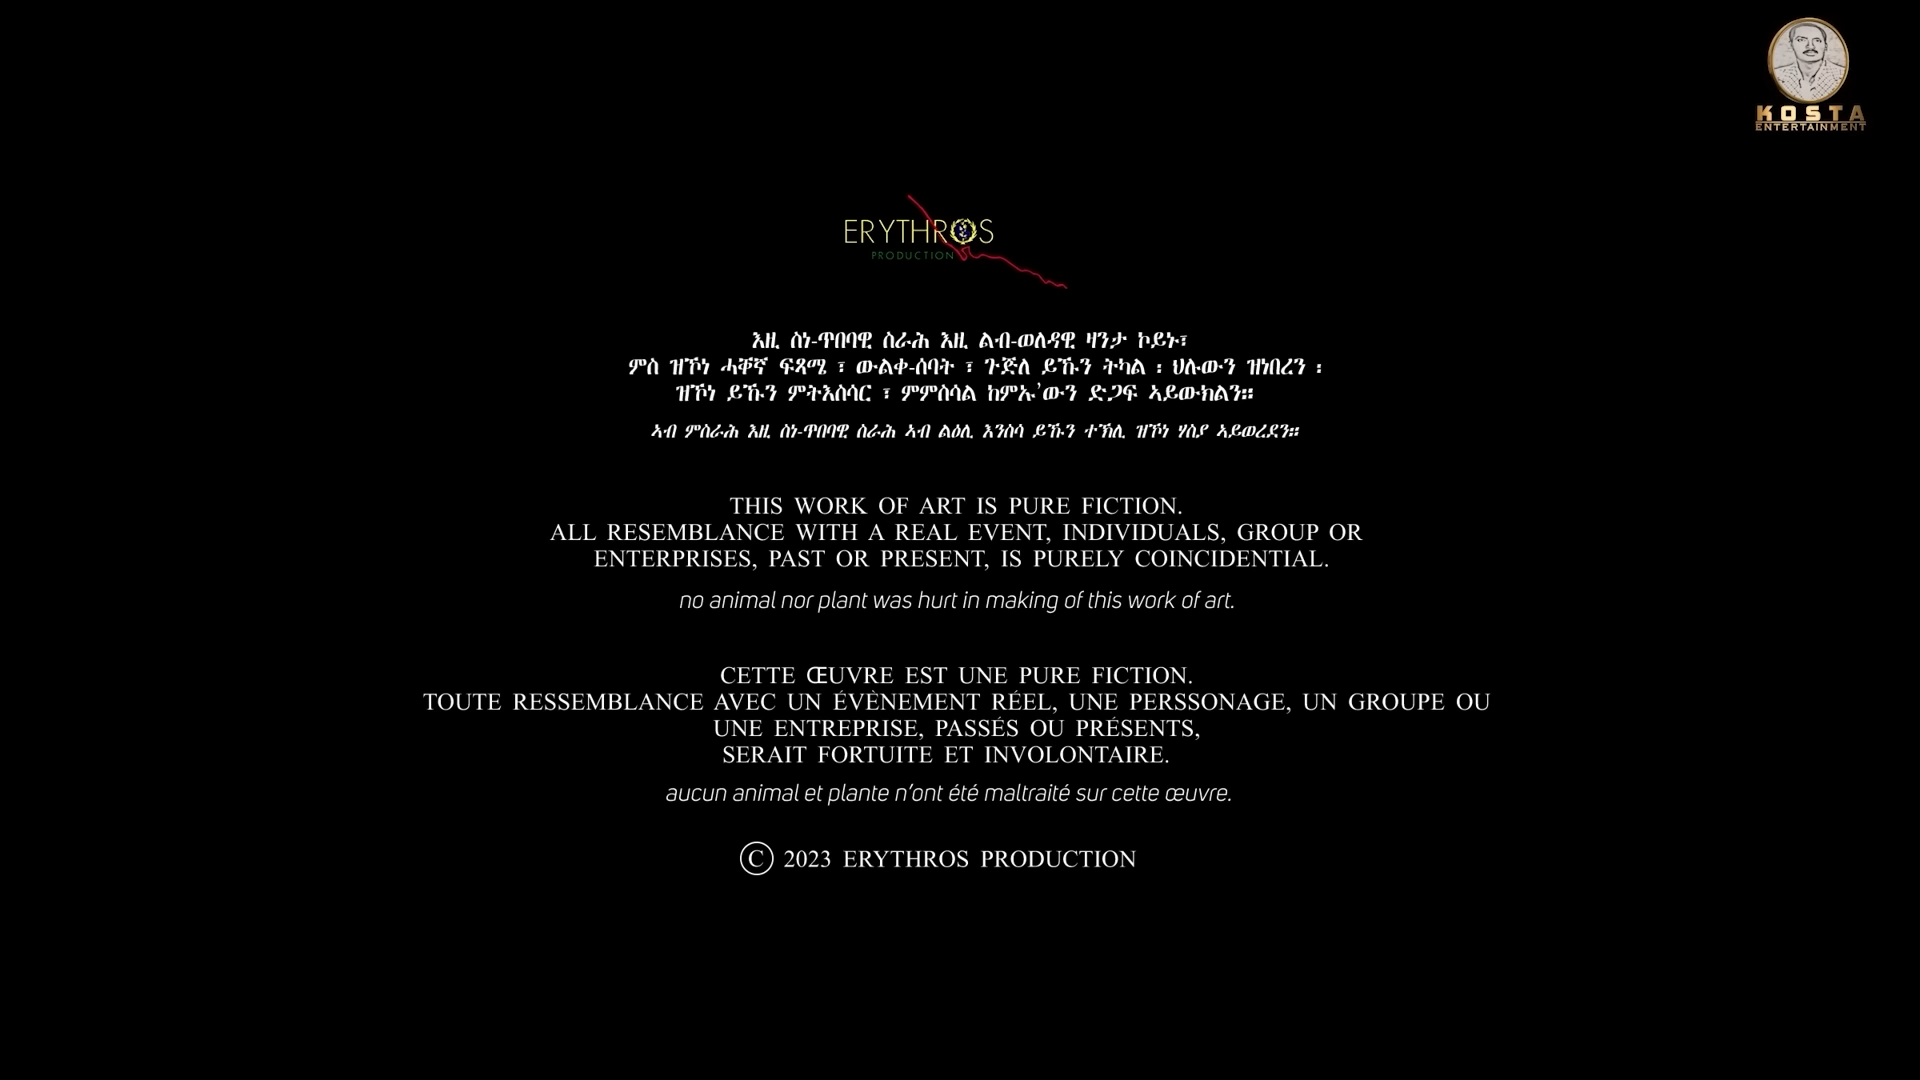 KOSTA
ENTERTAINMENT
ERYTHROS
PRODUCTION
እዚ ስነ-ጥበባዊ ስራሕ እዚ ልብ-ወለዳዊ ዛንታ ኮይኑ፣
ምስ ዝኾነ ሓቀኛ ፍጻሜ ፣ ውልቀ-ሰባት ፣ ጉጅለ ይኹን ትካል ፡ ህሉውን ዝነበረን ፡
ዝኾነ ይኹን ምትእስሳር ፣ ምምስሳል ከምኡ'ውን ድጋፍ ኣይውክልን።
ኣብ ምስራሕ እዚ ስነ-ጥበባዊ ስራሕ ኣብ ልዕሊ እንስሳ ይኹን ተኽሊ ዝኾነ ሃስያ ኣይወረደን።
THIS WORK OF ART IS PURE FICTION.
ALL RESEMBLANCE WITH A REAL EVENT, INDIVIDUALS, GROUP OR
ENTERPRISES, PAST OR PRESENT, IS PURELY COINCIDENTIAL.
no animal nor plant was hurt in making of this work of art.
CETTE ŒUVRE EST UNE PURE FICTION.
TOUTE RESSEMBLANCE AVEC UN ÉVÈNEMENT RÉEL, UNE PERSSONAGE, UN GROUPE OU
UNE ENTREPRISE, PASSÉS OU PRÉSENTS,
SERAIT FORTUITE ET INVOLONTAIRE.
aucun animal et plante n'ont été maltraité sur cette œuvre.
© 2023 ERYTHROS PRODUCTION